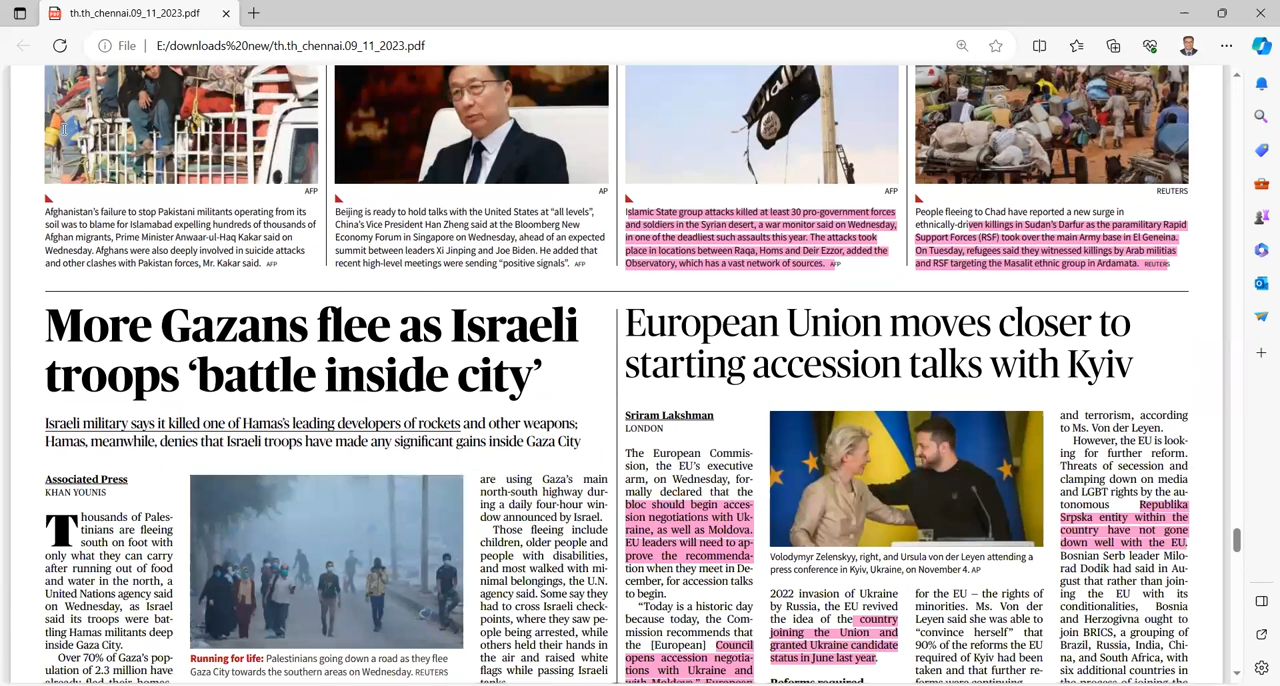 th.th_chennai.09_11_2023.pdf
File
E:/downloads%20new/th.th_chennai.09_11_2023.pdf
AFP
Afghanistan's failure to stop Pakistani militants operating from its
soil was to blame for Islamabad expelling hundreds of thousands of
Afghan migrants, Prime Minister Anwaar-ul-Haq Kakar said on
Wednesday. Afghans were also deeply involved in suicide attacks
and other clashes with Pakistan forces, Mr. Kakar said. AFP
AP
Beijing is ready to hold talks with the United States at “all levels”,
China's Vice President Han Zheng said at the Bloomberg New
Economy Forum in Singapore on Wednesday, ahead of an expected
summit between leaders Xi Jinping and Joe Biden. He added that
recent high-level meetings were sending “positive signals”. AFP
AFP
Islamic State group attacks killed at least 30 pro-government forces
and soldiers in the Syrian desert, a war monitor said on Wednesday,
in one of the deadliest such assaults this year. The attacks took
place in locations between Raqa, Homs and Deir Ezzor, added the
Observatory, which has a vast network of sources. AFP
REUTERS
People fleeing to Chad have reported a new surge in
ethnically-driven killings in Sudan's Darfur as the paramilitary Rapid
Support Forces (RSF) took over the main Army base in El Geneina.
On Tuesday, refugees said they witnessed killings by Arab militias
and RSF targeting the Masalit ethnic group in Ardamata. REUTERS
More Gazans flee as Israeli
troops ‘battle inside city’
Israeli military says it killed one of Hamas's leading developers of rockets and other weapons;
Hamas, meanwhile, denies that Israeli troops have made any significant gains inside Gaza City
Associated Press
KHAN YOUNIS
Thousands of Pales-
tinians are fleeing
south on foot with
only what they can carry
after running out of food
and water in the north, a
United Nations agency said
on Wednesday, as Israel
said its troops were bat-
tling Hamas militants deep
inside Gaza City.
Over 70% of Gaza's pop-
ulation of 2.3 million have
already fled their homes,
Running for life: Palestinians going down a road as they flee
Gaza City towards the southern areas on Wednesday. REUTERS
are using Gaza's main
north-south highway dur-
ing a daily four-hour win-
dow announced by Israel.
Those fleeing include
children, older people and
people with disabilities,
and most walked with mi-
nimal belongings, the U.N.
agency said. Some say they
had to cross Israeli check-
points, where they saw peo-
ple being arrested, while
others held their hands in
the air and raised white
flags while passing Israeli
tanks.
European Union moves closer to
starting accession talks with Kyiv
Sriram Lakshman
LONDON
The European Commis-
sion, the EU's executive
arm, on Wednesday, for-
mally declared that the
bloc should begin acces-
sion negotiations with Uk-
raine, as well as Moldova.
EU leaders will need to ap-
prove the recommenda-
tion when they meet in De-
cember, for accession talks
to begin.
“Today is a historic day
because today, the Com-
mission recommends that
the [European] Council
opens accession negotia-
tions with Ukraine and
with Moldova,” European
Volodymyr Zelenskyy, right, and Ursula von der Leyen attending a
press conference in Kyiv, Ukraine, on November 4. AP
2022 invasion of Ukraine
by Russia, the EU revived
the idea of the country
joining the Union and
granted Ukraine candidate
status in June last year.
Reforms required
for the EU – the rights of
minorities. Ms. Von der
Leyen said she was able to
“convince herself” that
90% of the reforms the EU
required of Kyiv had been
taken and that further re-
forms were continuing.
and terrorism, according
to Ms. Von der Leyen.
However, the EU is look-
ing for further reform.
Threats of secession and
clamping down on media
and LGBT rights by the au-
tonomous Republika
Srpska entity within the
country have not gone
down well with the EU.
Bosnian Serb leader Milo-
rad Dodik had said in Au-
gust that rather than join-
ing the EU with its
conditionalities, Bosnia
and Herzogivna ought to
join BRICS, a grouping of
Brazil, Russia, India, Chi-
na, and South Africa, with
six additional countries in
the process of joining the